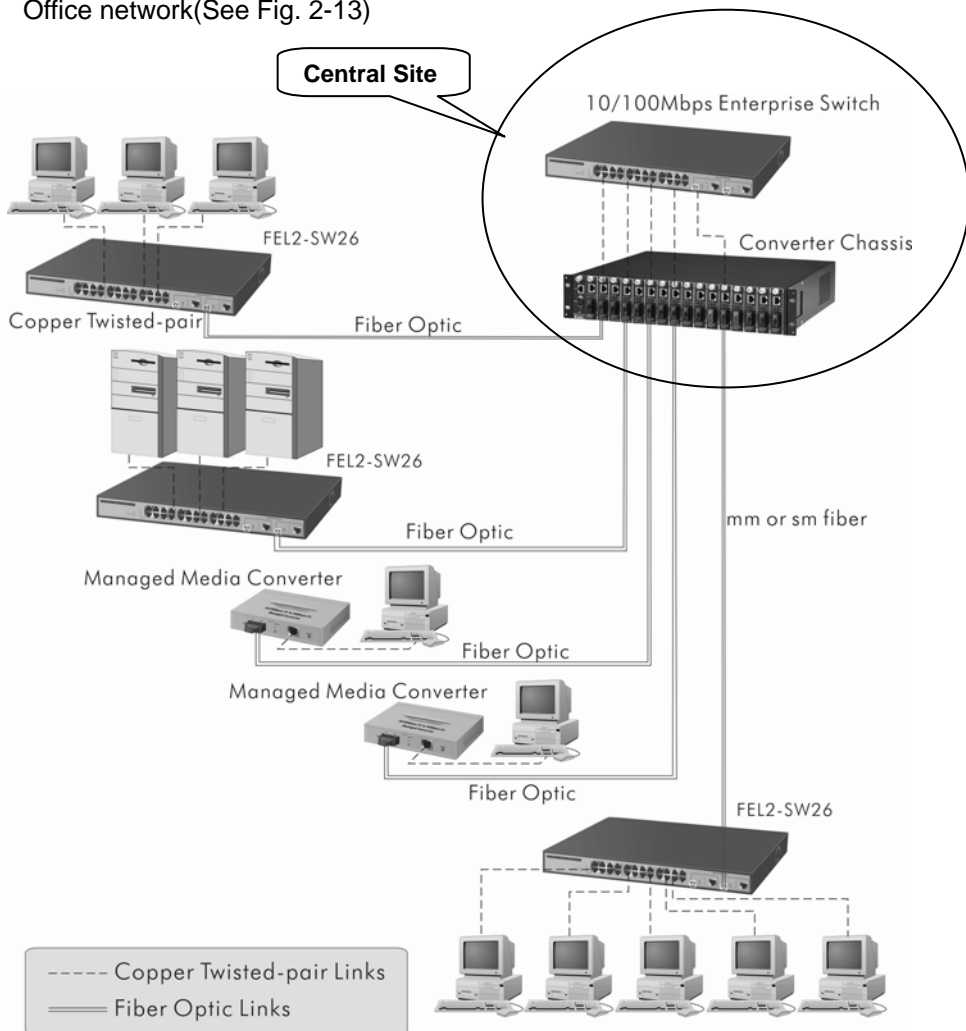 Office network(See Fig. 2-13)
Central Site
10/100Mbps Enterprise Switch
FEL2-SW26
Converter Chassis
Copper Twisted-pair
Fiber Optic
FEL2-SW26
Fiber Optic
mm or sm fiber
Managed Media Converter
Fiber Optic
Managed Media Converter
Fiber Optic
FEL2-SW26
Copper Twisted-pair Links
Fiber Optic Links